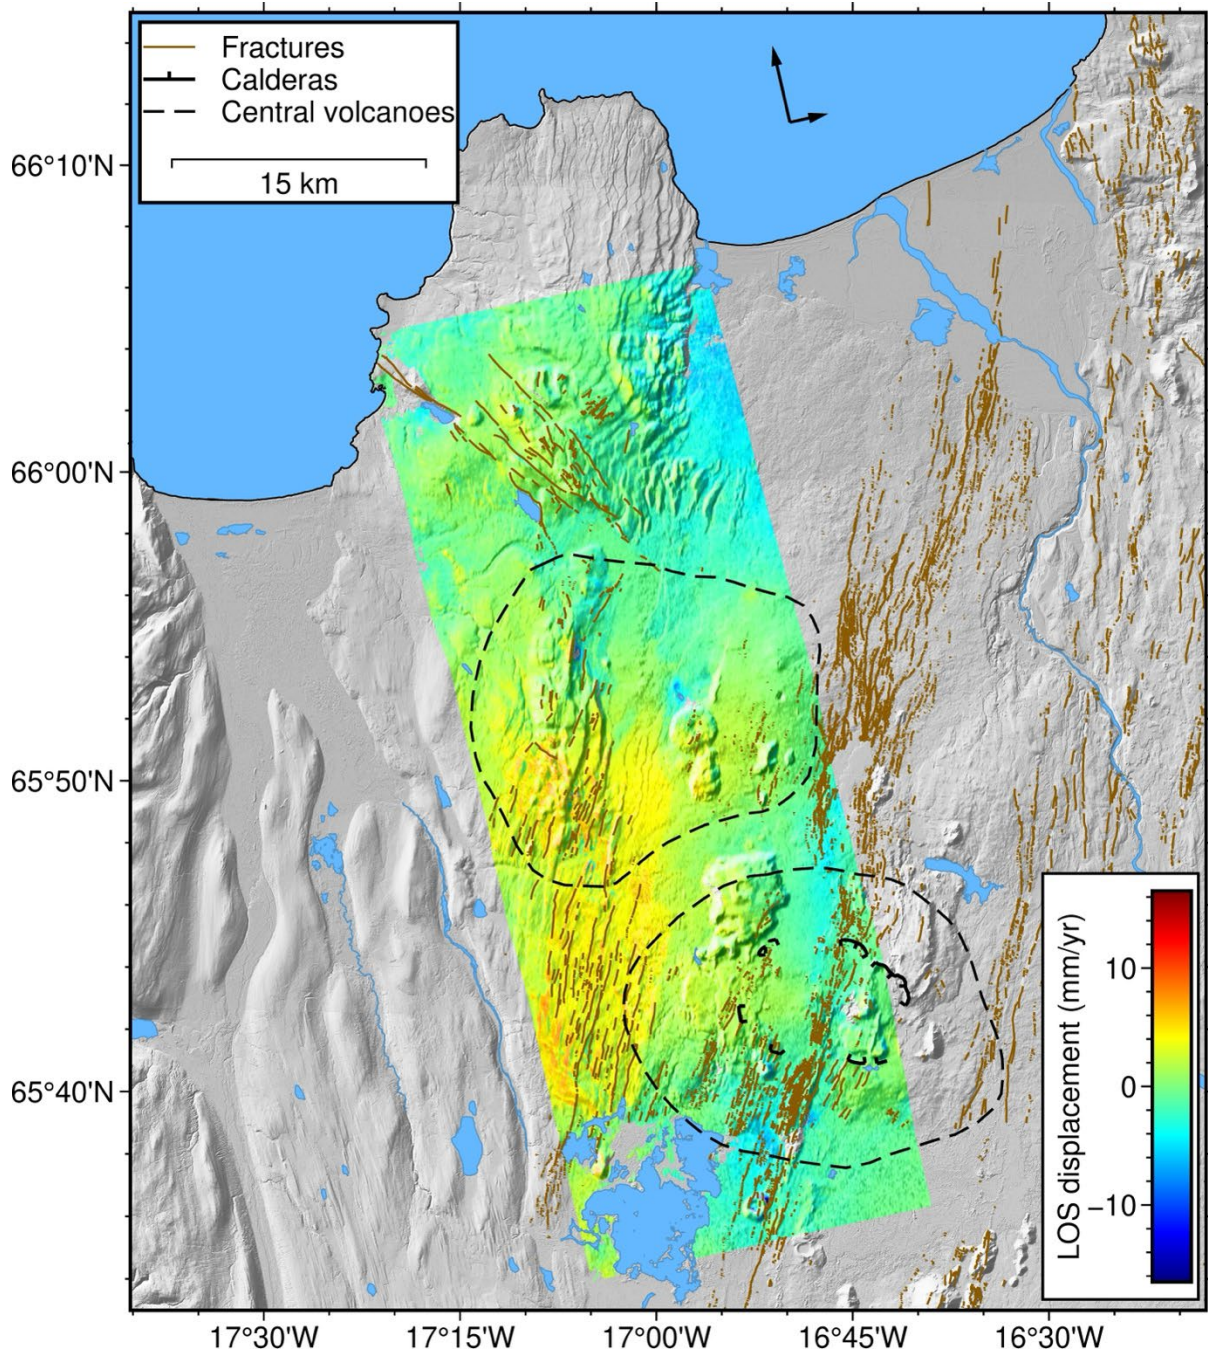 Fractures
Calderas
Central volcanoes
15 km
66°10'N
66°00'N
65°50'N
65°40'N
17°30'W
17°15'W
17°00'W
16°45'W
16°30'W
LOS displacement (mm/yr)
10
0
−10